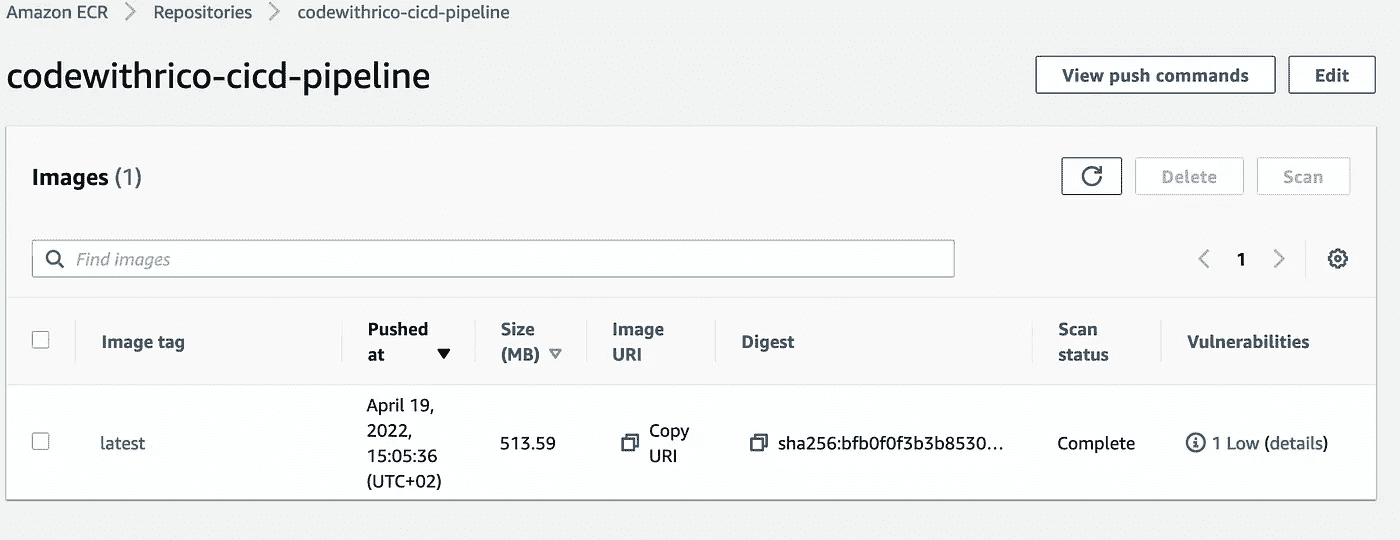 Amazon ECR > Repositories > codewithrico-cicd-pipeline
codewithrico-cicd-pipeline
View push commands
Edit
Images (1)
Delete
Scan
Find images
1
Image tag
Pushed
at
Size
(MB)
Image
URI
Digest
Scan
status
Vulnerabilities
latest
April 19,
2022,
15:05:36
(UTC+02)
513.59
Copy
URI
sha256:bfb0f0f3b3b8530...
Complete
1 Low (details)